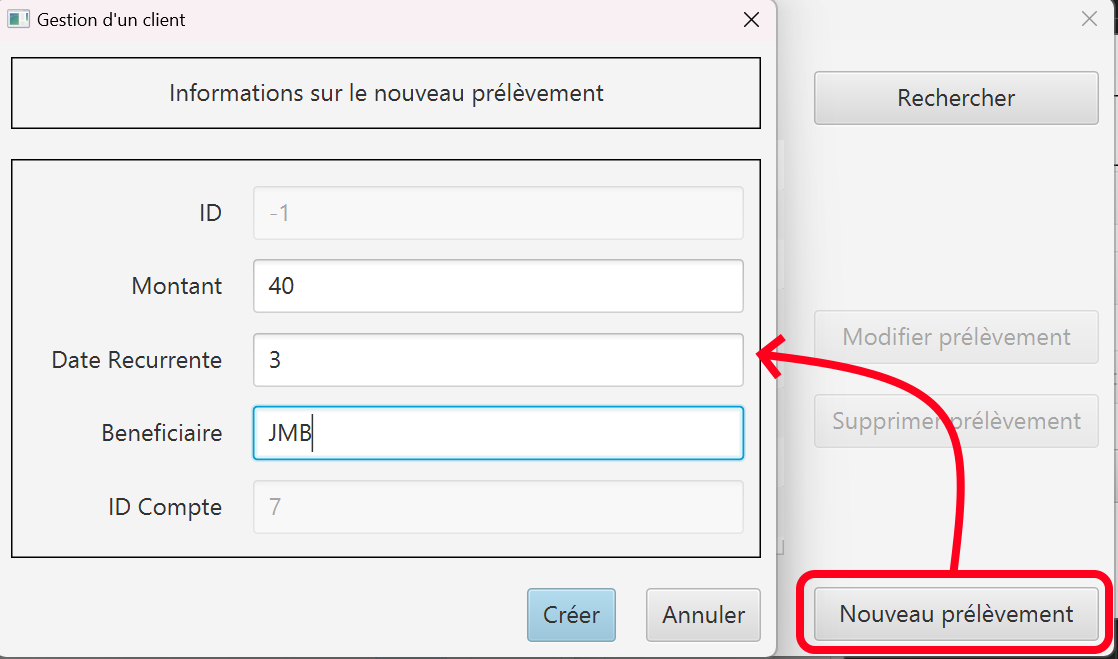 Gestion d'un client
Informations sur le nouveau prélèvement
ID
-1
Montant
40
Date Recurrente
3
Beneficiaire
JMB
ID Compte
7
Créer
Annuler
Rechercher
Modifier prélèvement
Supprimer prélèvement
Nouveau prélèvement